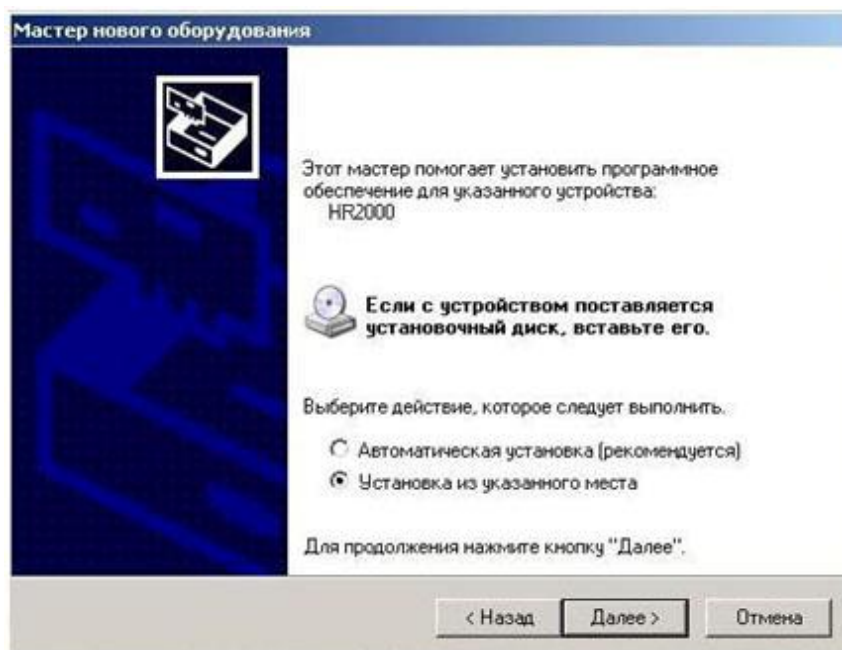 Мастер нового оборудования
Этот мастер помогает установить программное
обеспечение для указанного устройства:
HR2000
Если с устройством поставляется
установочный диск, вставьте его.
Выберите действие, которое следует выполнить.
Автоматическая установка (рекомендуется)
Установка из указанного места
Для продолжения нажмите кнопку "Далее".
< Назад Далее > Отмена